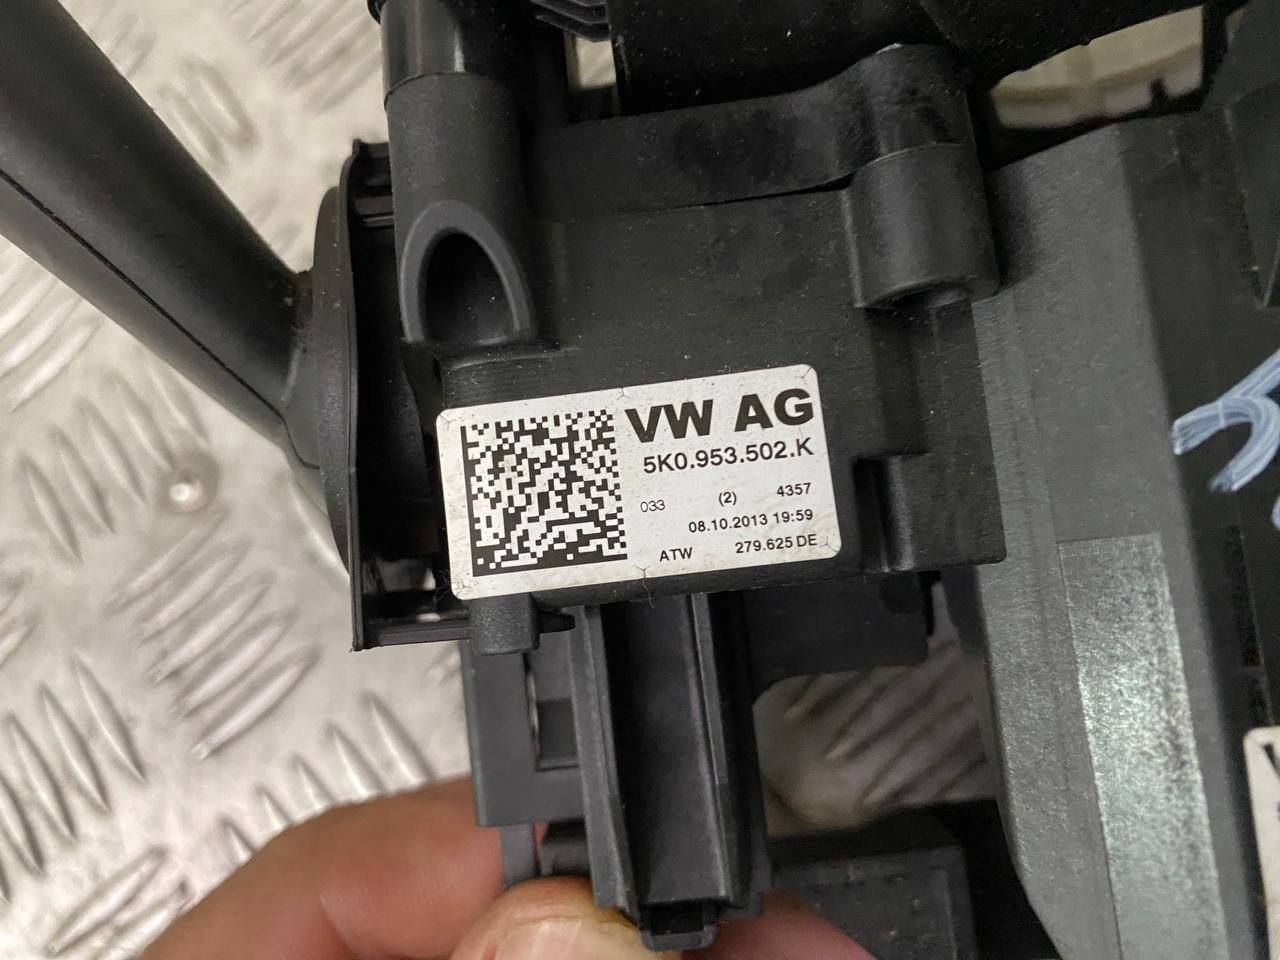 VW AG
5K0.953.502.K
033 (2) 4357
08.10.2013 19:59
ATW 279.625 DE